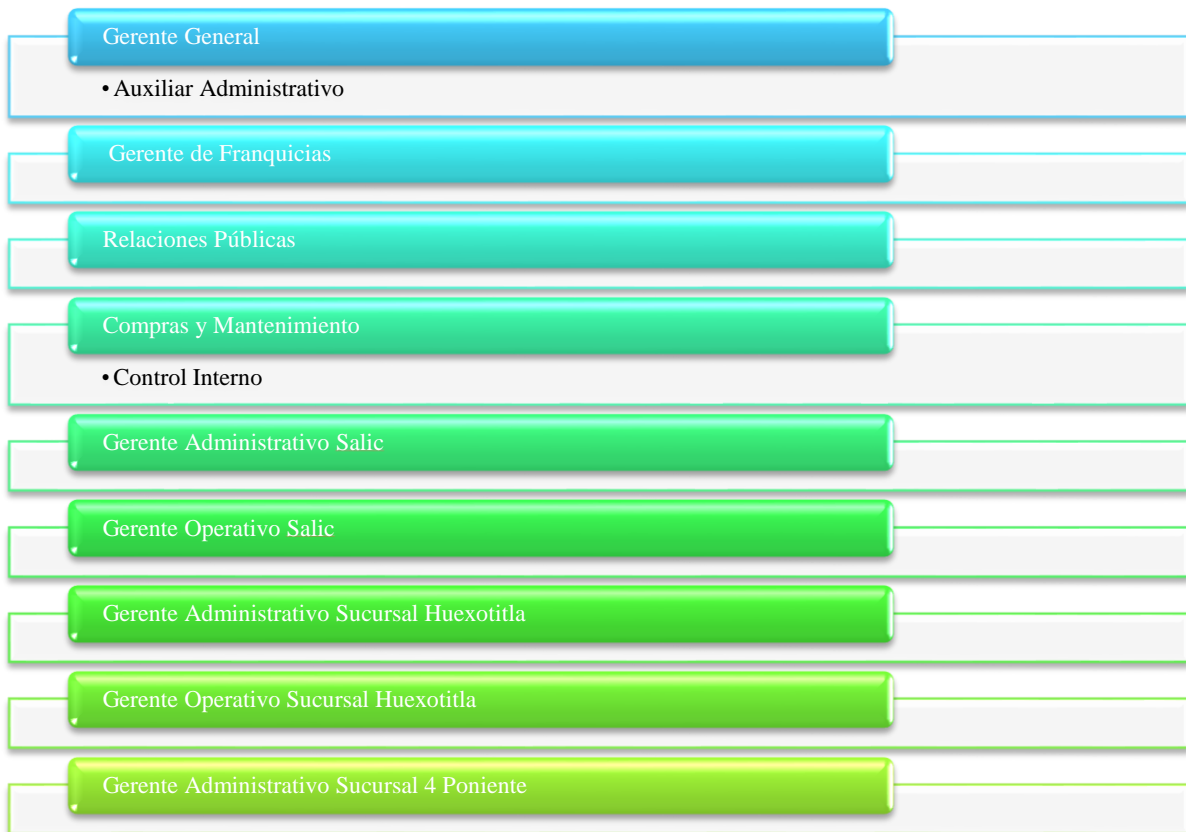 Gerente General
• Auxiliar Administrativo
Gerente de Franquicias
Relaciones Públicas
Compras y Mantenimiento
• Control Interno
Gerente Administrativo Salic
Gerente Operativo Salic
Gerente Administrativo Sucursal Huexotitla
Gerente Operativo Sucursal Huexotitla
Gerente Administrativo Sucursal 4 Poniente